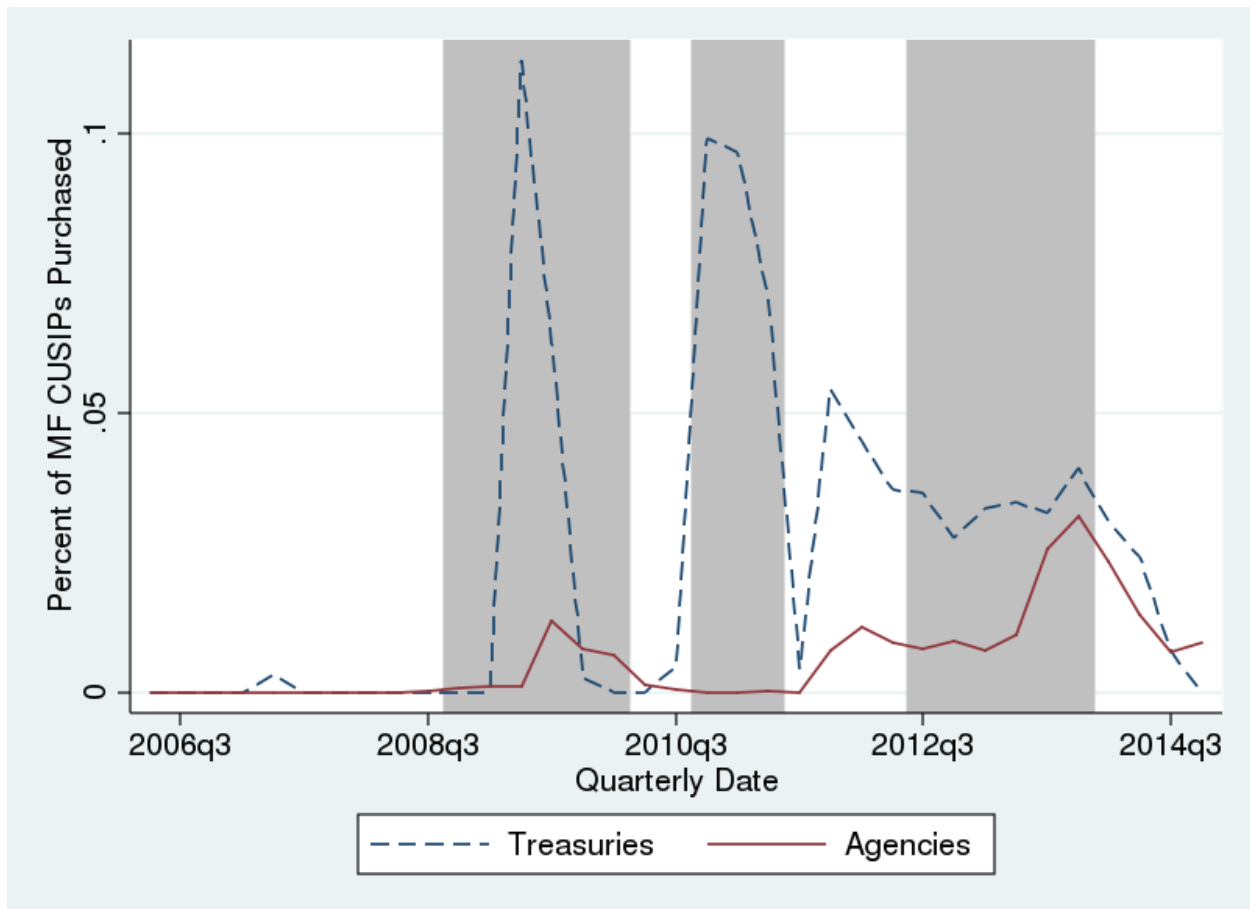 Percent of MF CUSIPs Purchased
.1
.05
0
2006q3 2008q3 2010q3 2012q3 2014q3
Quarterly Date
Treasuries Agencies